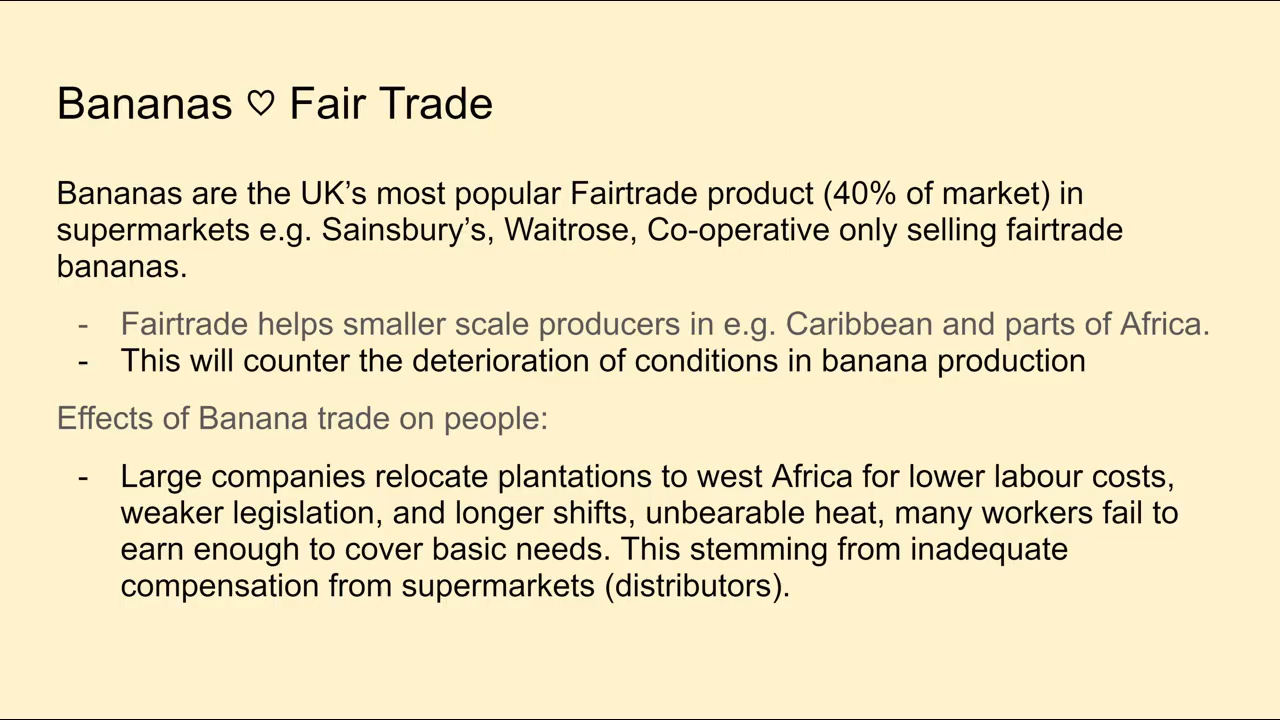 Bananas ♡ Fair Trade
Bananas are the UK’s most popular Fairtrade product (40% of market) in
supermarkets e.g. Sainsbury’s, Waitrose, Co-operative only selling fairtrade
bananas.
- Fairtrade helps smaller scale producers in e.g. Caribbean and parts of Africa.
- This will counter the deterioration of conditions in banana production
Effects of Banana trade on people:
- Large companies relocate plantations to west Africa for lower labour costs,
weaker legislation, and longer shifts, unbearable heat, many workers fail to
earn enough to cover basic needs. This stemming from inadequate
compensation from supermarkets (distributors).